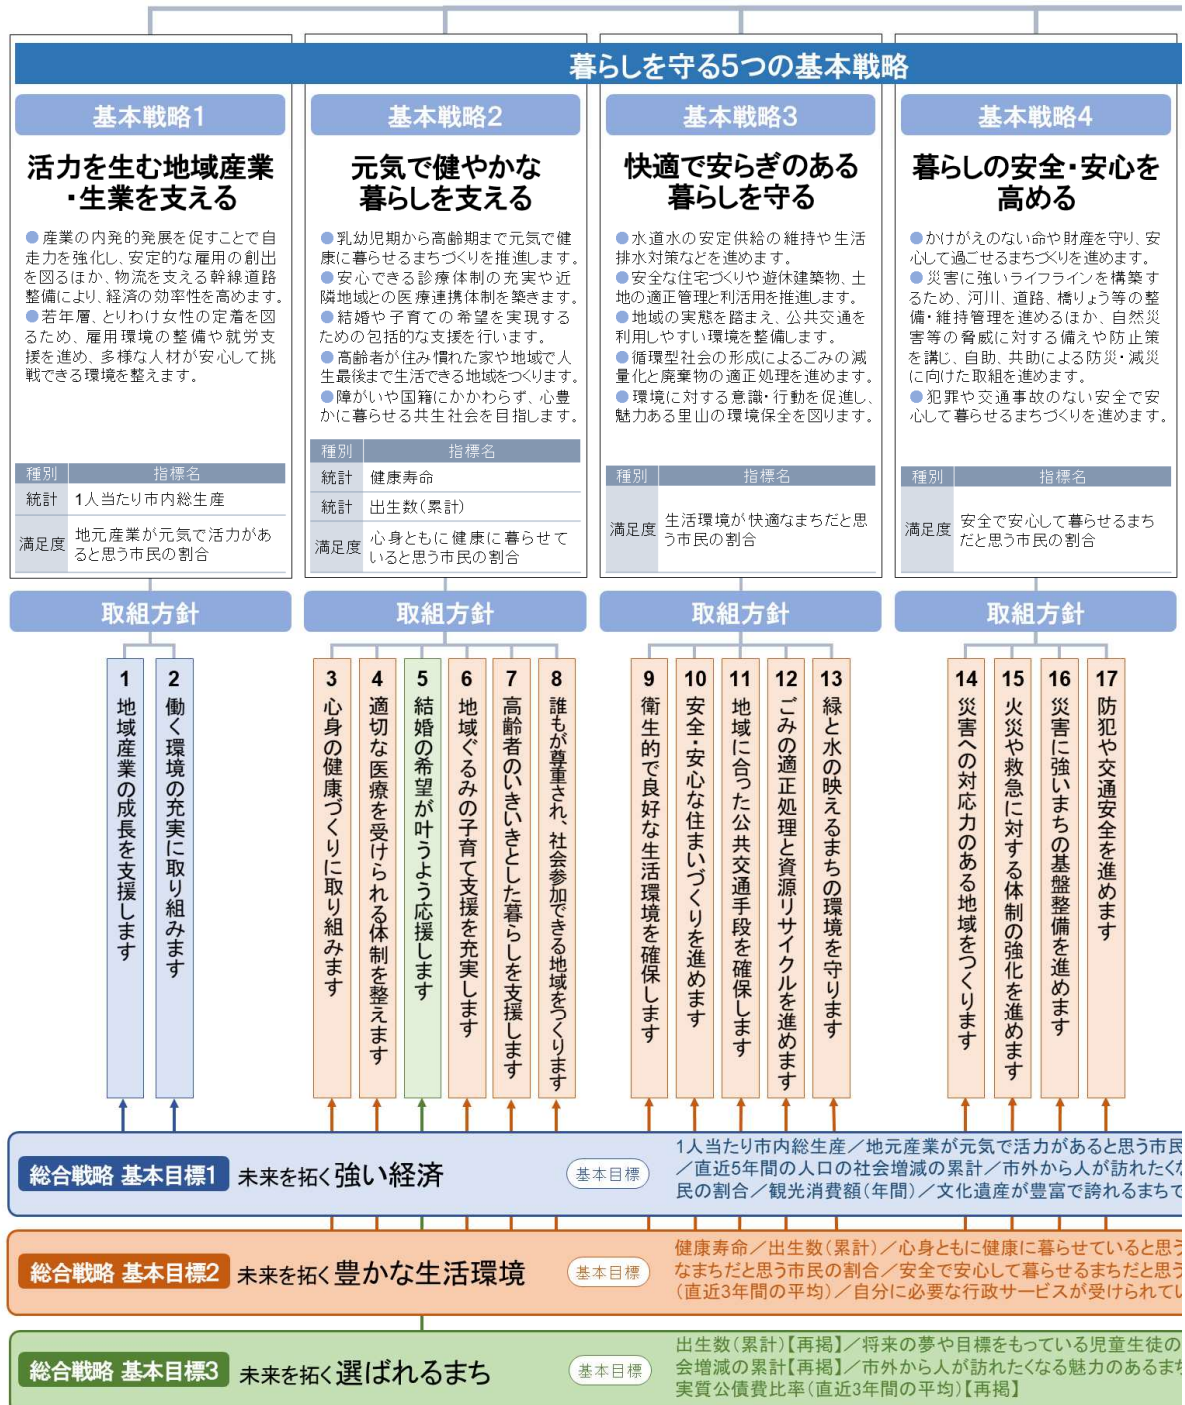 暮らしを守る5つの基本戦略
基本戦略1
活力を生む地域産業
・生業を支える
●産業の内発的発展を促すことで自
走力を強化し、安定的な雇用の創出
を図るほか、物流を支える幹線道路
整備により、経済の効率性を高めます。
●若年層、とりわけ女性の定着を図
るため、雇用環境の整備や就労支
援を進め、多様な人材が安心して挑
戦できる環境を整えます。
種別 指標名
統計 1人当たり市内総生産
満足度 地元産業が元気で活力があ
ると思う市民の割合
基本戦略2
元気で健やかな
暮らしを支える
●乳幼児期から高齢期まで元気で健
康に暮らせるまちづくりを推進します。
●安心できる診療体制の充実や近
隣地域との医療連携体制を築きます。
●結婚や子育ての希望を実現する
ための包括的な支援を行います。
●高齢者が住み慣れた家や地域で人
生最後まで生活できる地域をつくります。
●障がいや国籍にかかわらず、心豊
かに暮らせる共生社会を目指します。
種別 指標名
統計 健康寿命
統計 出生数(累計)
満足度 心身ともに健康に暮らせて
いると思う市民の割合
基本戦略3
快適で安らぎのある
暮らしを守る
●水道水の安定供給の維持や生活
排水対策などを進めます。
●安全な住宅づくりや遊休建築物、土
地の適正管理と利活用を推進します。
●地域の実態を踏まえ、公共交通を
利用しやすい環境を整備します。
●循環型社会の形成によるごみの減
量化と廃棄物の適正処理を進めます。
●環境に対する意識・行動を促進し、
魅力ある里山の環境保全を図ります。
種別 指標名
満足度 生活環境が快適なまちだと思
う市民の割合
基本戦略4
暮らしの安全・安心を
高める
●かけがえのない命や財産を守り、安
心して過ごせるまちづくりを進めます。
●災害に強いライフラインを構築す
るため、河川、道路、橋りょう等の整
備・維持管理を進めるほか、自然災
害等の脅威に対する備えや防止策
を講じ、自助、共助による防災・減災
に向けた取組を進めます。
●犯罪や交通事故のない安全で安
心して暮らせるまちづくりを進めます。
種別 指標名
満足度 安全で安心して暮らせるまち
だと思う市民の割合
取組方針
1 地域産業の成長を支援します
2 働く環境の充実に取り組みます
取組方針
3 心身の健康づくりに取り組みます
4 適切な医療を受けられる体制を整えます
5 結婚の希望が叶うよう応援します
6 地域ぐるみの子育て支援を充実します
7 高齢者のいきいきとした暮らしを支援します
8 誰もが尊重され、社会参加できる地域をつくります
取組方針
9 衛生的で良好な生活環境を確保します
10 安全・安心な住まいづくりを進めます
11 地域に合った公共交通手段を確保します
12 ごみの適正処理と資源リサイクルを進めます
13 緑と水の映えるまちの環境を守ります
取組方針
14 災害への対応力のある地域をつくります
15 火災や救急に対する体制の強化を進めます
16 災害に強いまちの基盤整備を進めます
17 防犯や交通安全を進めます
総合戦略 基本目標1 未来を拓く強い経済
基本目標
1人当たり市内総生産/地元産業が元気で活力があると思う市民
/直近5年間の人口の社会増減の累計/市外から人が訪れたくな
民の割合/観光消費額(年間)/文化遺産が豊富で誇れるまちで
総合戦略 基本目標2 未来を拓く豊かな生活環境
基本目標
健康寿命/出生数(累計)/心身ともに健康に暮らせていると思う
なまちだと思う市民の割合/安全で安心して暮らせるまちだと思う
(直近3年間の平均)/自分に必要な行政サービスが受けられてい
総合戦略 基本目標3 未来を拓く選ばれるまち
基本目標
出生数(累計)【再掲】/将来の夢や目標をもっている児童生徒の
会増減の累計【再掲】/市外から人が訪れたくなる魅力のあるまち
実質公債費比率(直近3年間の平均)【再掲】